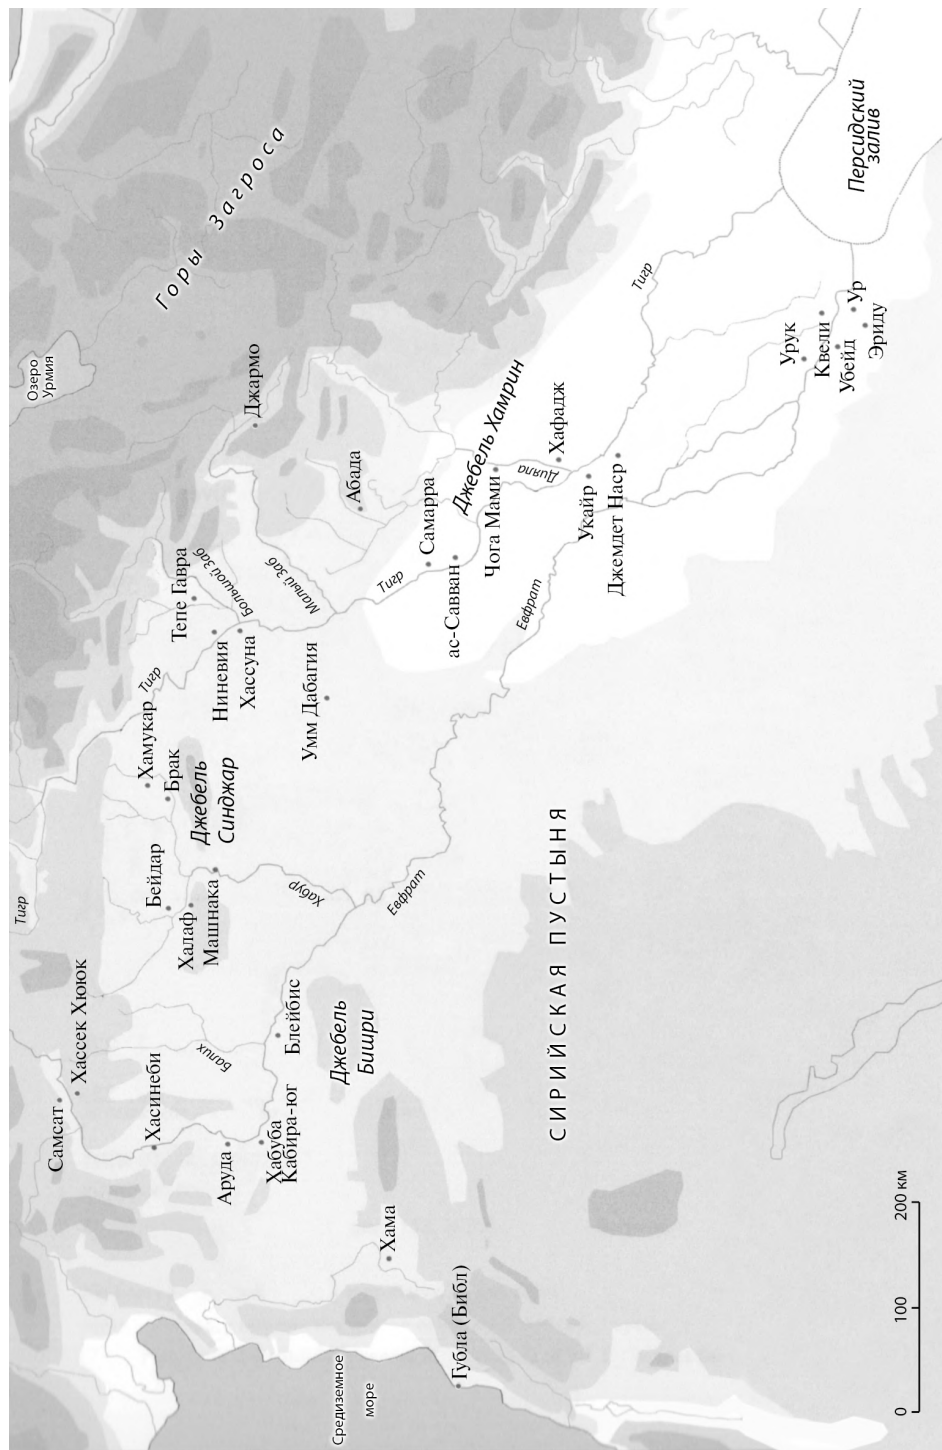 Озеро
Урмия
Горы Загроса
Персидский
залив
Тигр
Тигр
Тигр
Тигр
Большой Заб
Малый Заб
Дияла
Евфрат
Евфрат
Хабур
Балих
Самсат
Хассек Хююк
Хасинеби
Аруда
Хабуба
Кабира-юг
Блейбис
Джебель
Бишри
Бейдар
Халаф
Машнака
Хамукар
Брак
Джебель
Синджар
Тепе Гавра
Ниневия
Хассуна
Умм Дабагия
Джармо
Абада
Самарра
ас-Савван
Джебель Хамрин
Чога Мами
Хафадж
Укайр
Джемдет Наср
Урук
Квели
Убейд
Ур
Эриду
СИРИЙСКАЯ ПУСТЫНЯ
Хама
Губла (Библ)
Средиземное
море
0 100 200 км